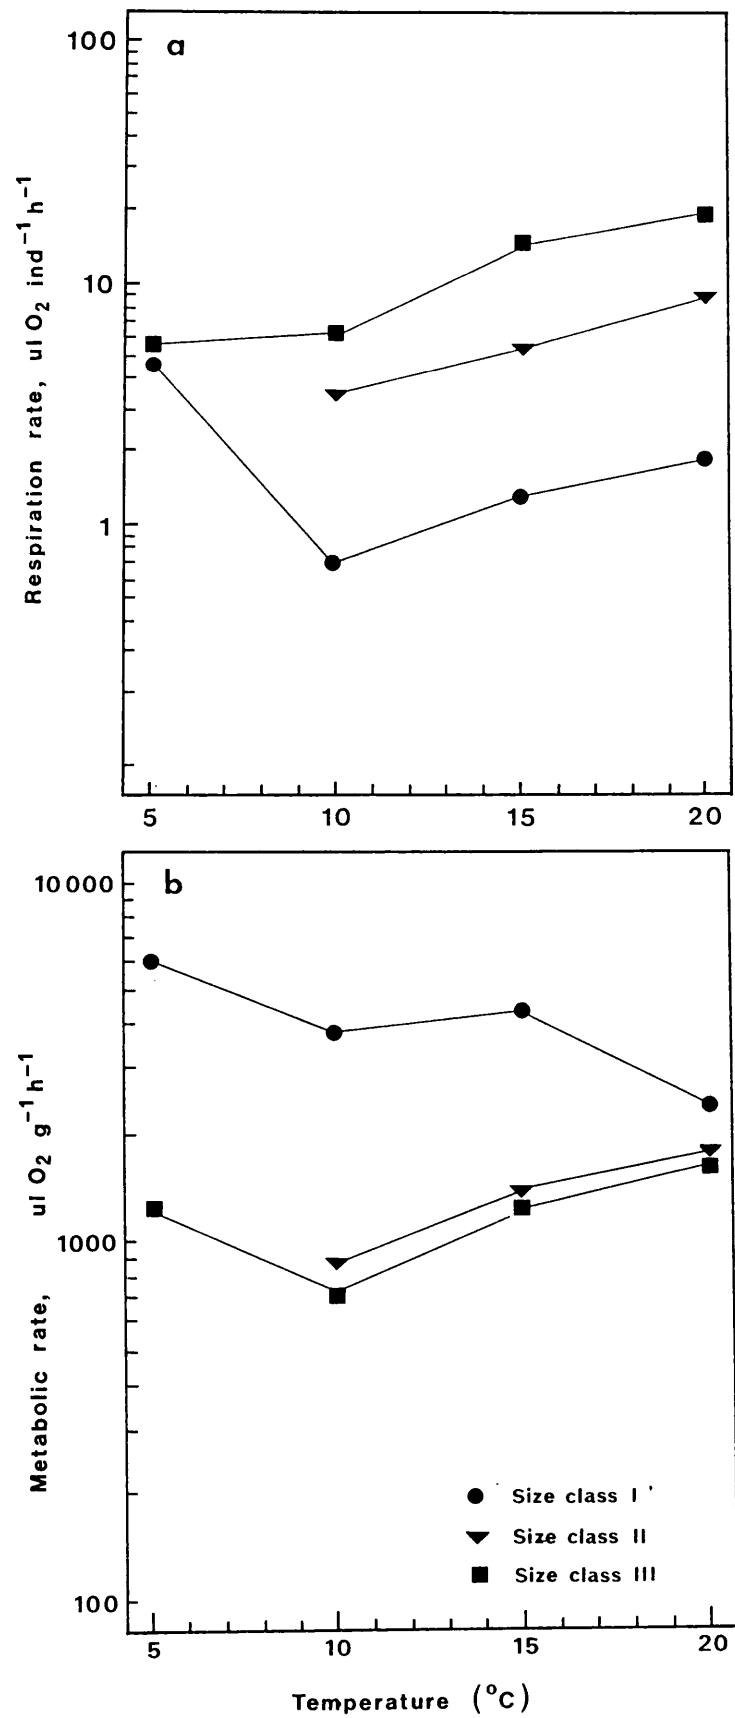 a
100
10
1
Respiration rate, ul O₂ ind⁻¹ h⁻¹
5 10 15 20
b
10000
1000
100
Metabolic rate, ul O₂ g⁻¹ h⁻¹
Size class I
Size class II
Size class III
5 10 15 20
Temperature (°C)